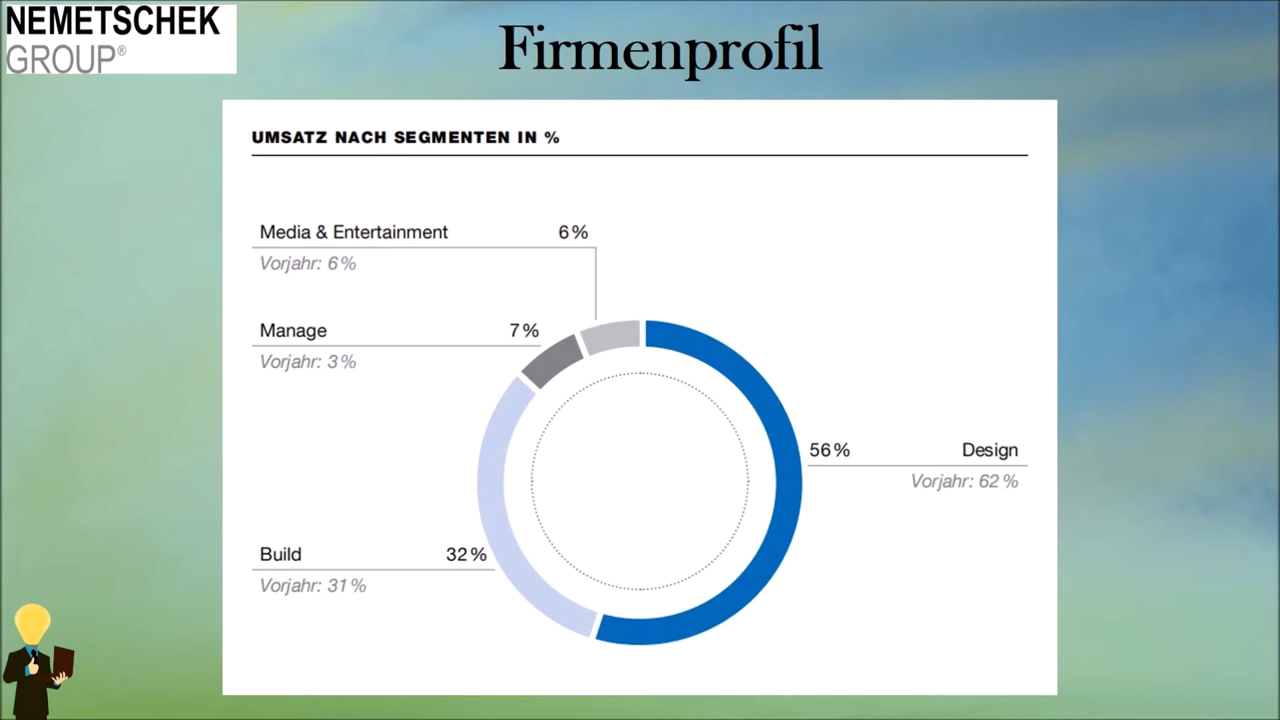 NEMETSCHEK
GROUP®
Firmenprofil
UMSATZ NACH SEGMENTEN IN %
Media & Entertainment 6 %
Vorjahr: 6 %
Manage 7 %
Vorjahr: 3 %
56 % Design
Vorjahr: 62 %
Build 32 %
Vorjahr: 31 %